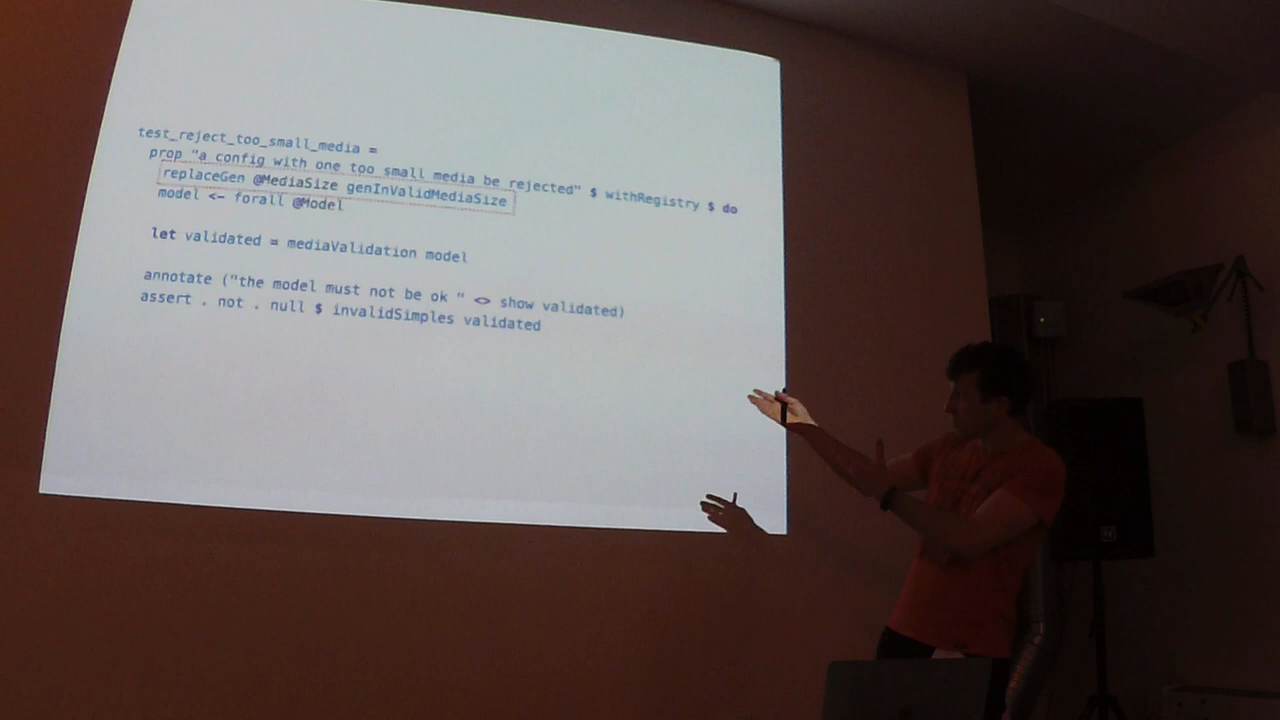 test_reject_too_small_media =
prop "a config with one too small media be rejected" $ withRegistry $ do
replaceGen @MediaSize genInValidMediaSize
model <- forall @Model
let validated = mediaValidation model
annotate ("the model must not be ok " <> show validated)
assert . not . null $ invalidSimples validated